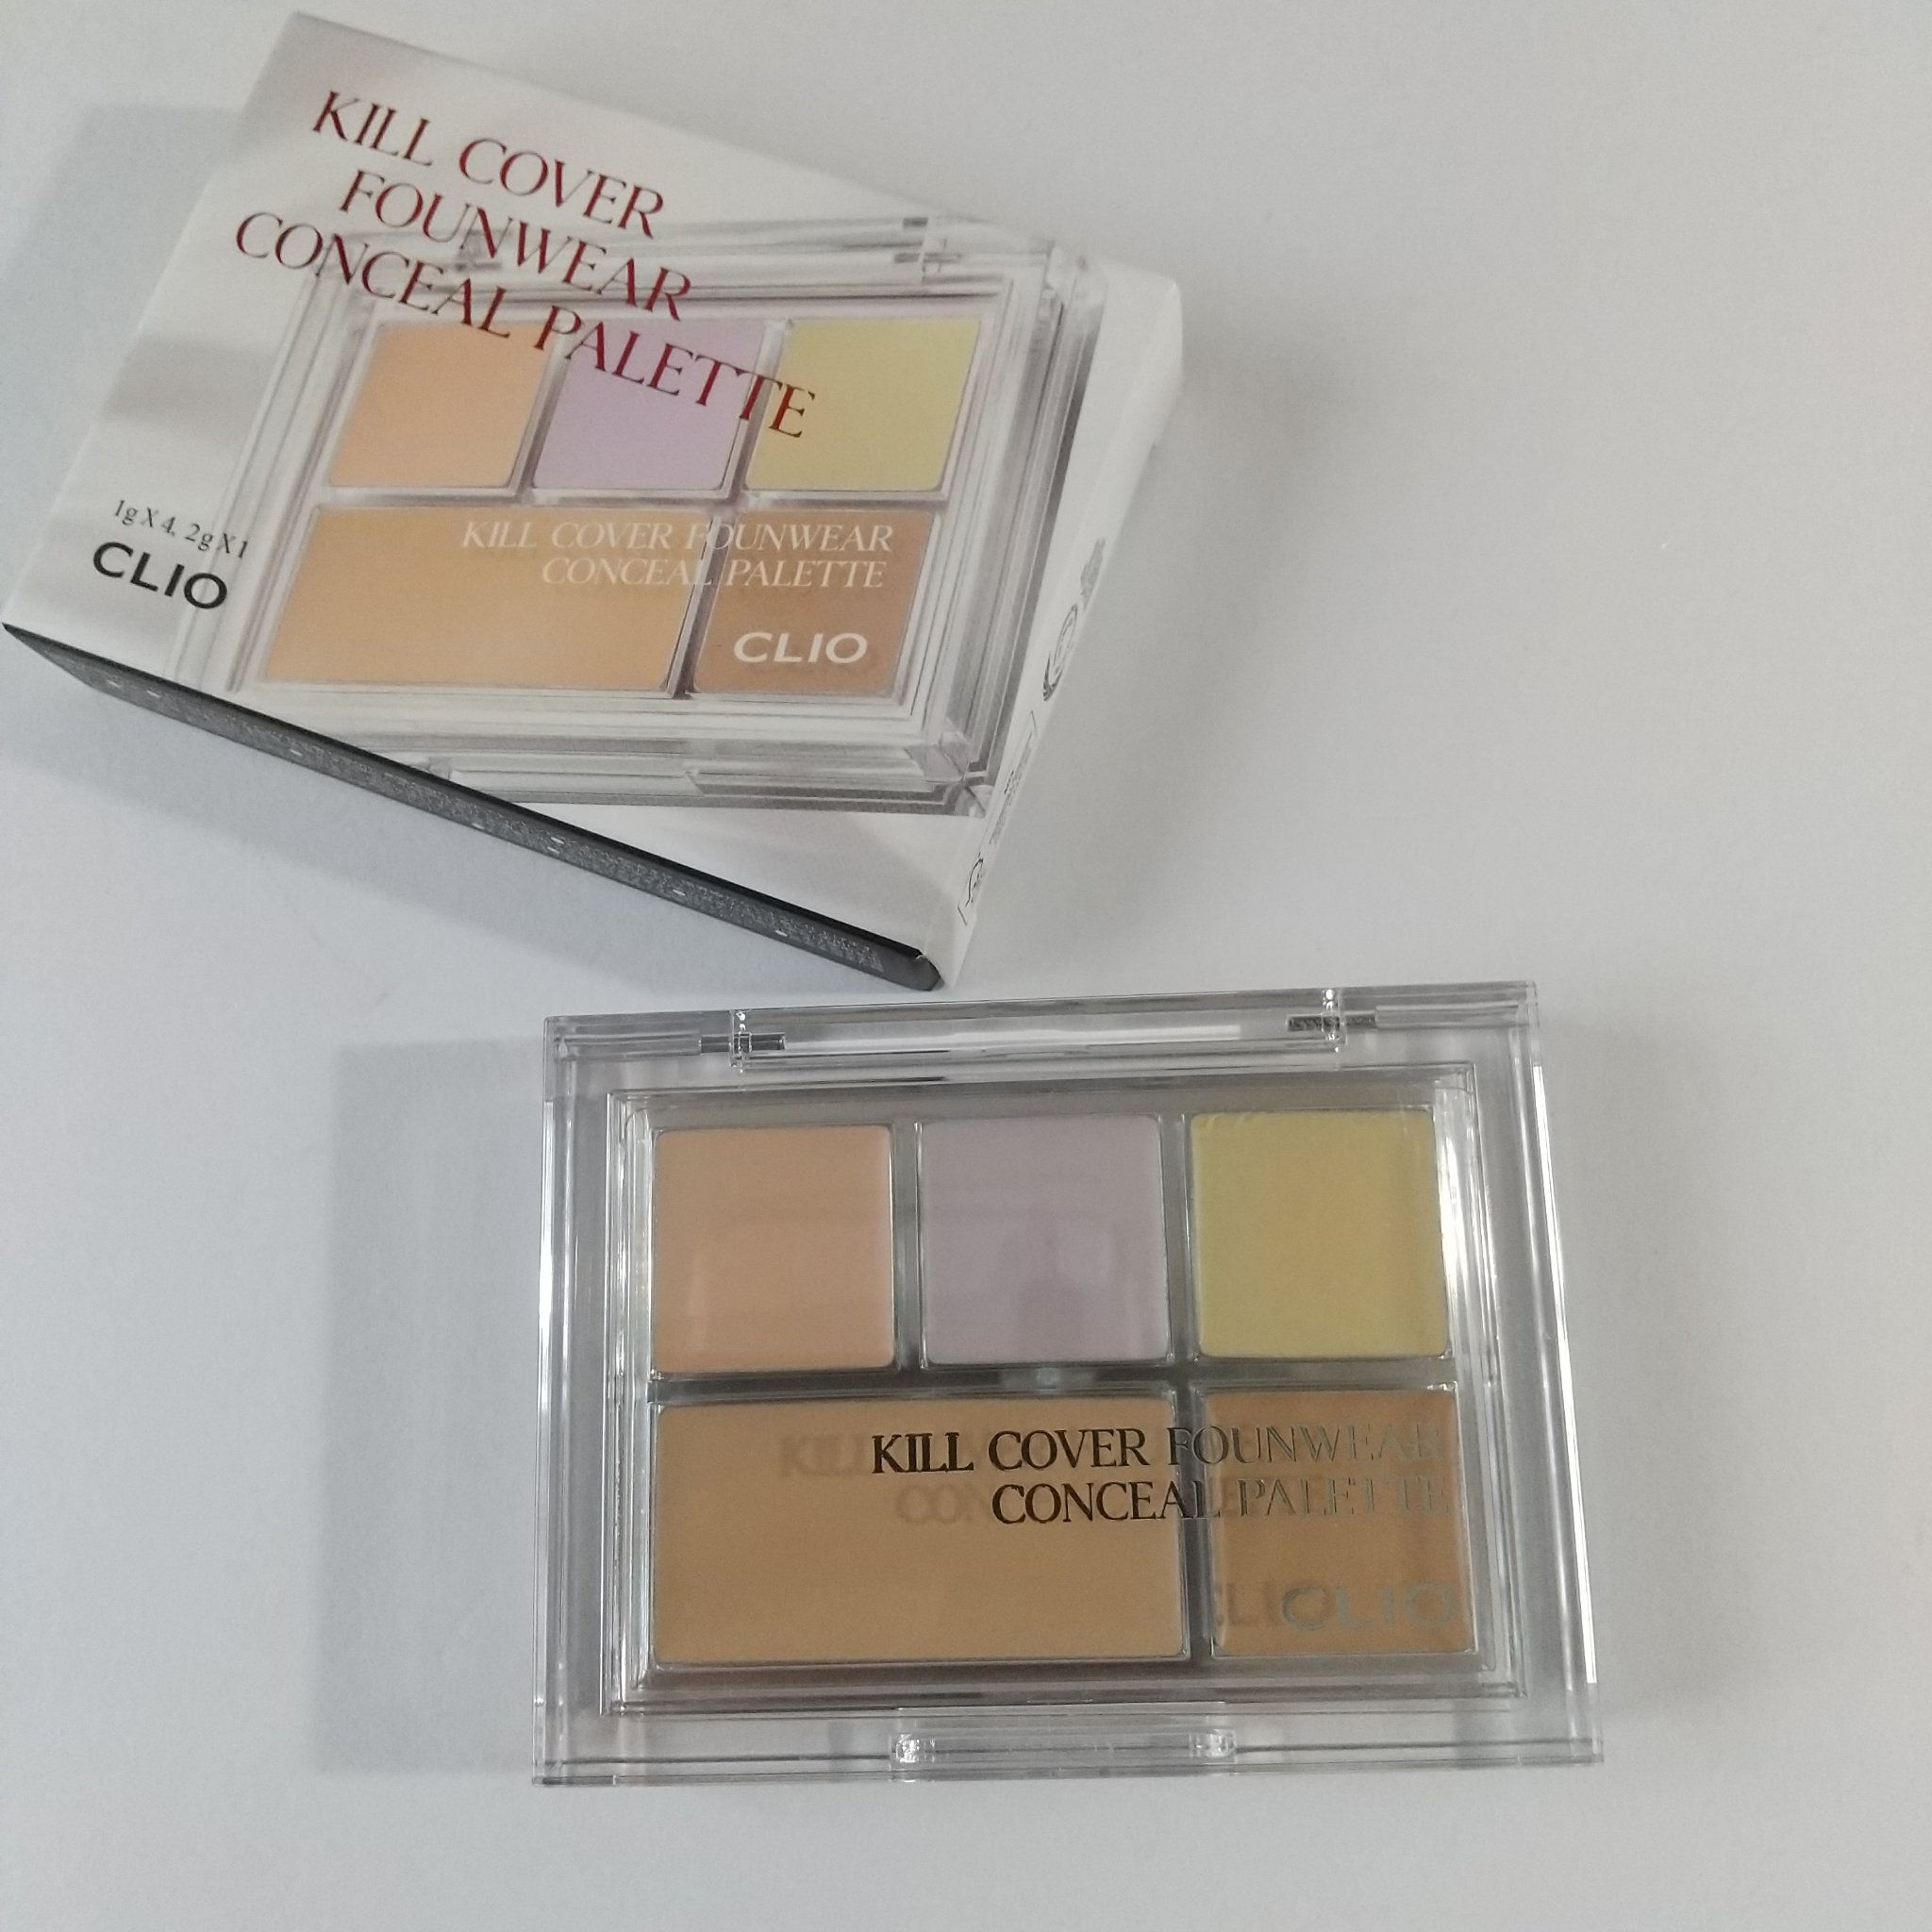 KILL COVER
FOUNWEAR
CONCEAL PALETTE
1g X 4, 2g X 1
CLIO
KILL COVER FOUNWEAR
CONCEAL PALETTE
CLIO
KILL COVER FOUNWEAR
CONCEAL PALETTE
CLIO